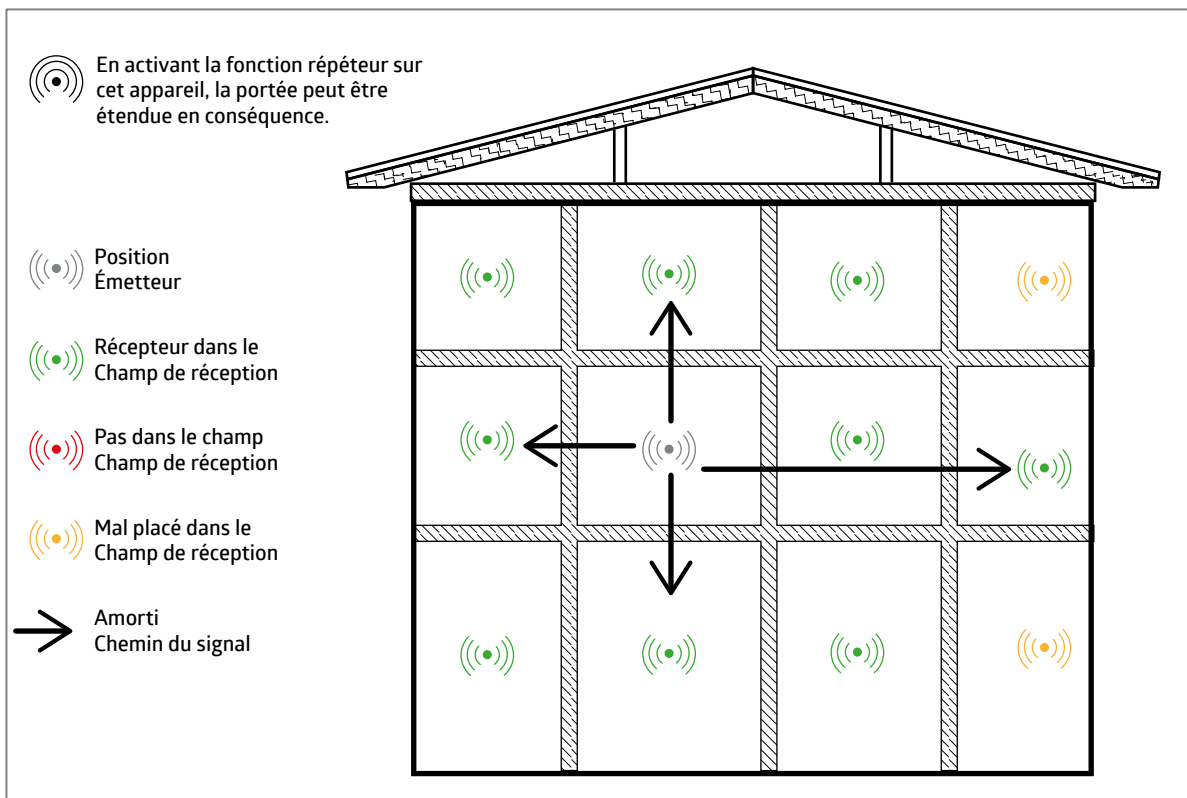 En activant la fonction répéteur sur
cet appareil, la portée peut être
étendue en conséquence.
Position
Émetteur
Récepteur dans le
Champ de réception
Pas dans le champ
Champ de réception
Mal placé dans le
Champ de réception
Amorti
Chemin du signal